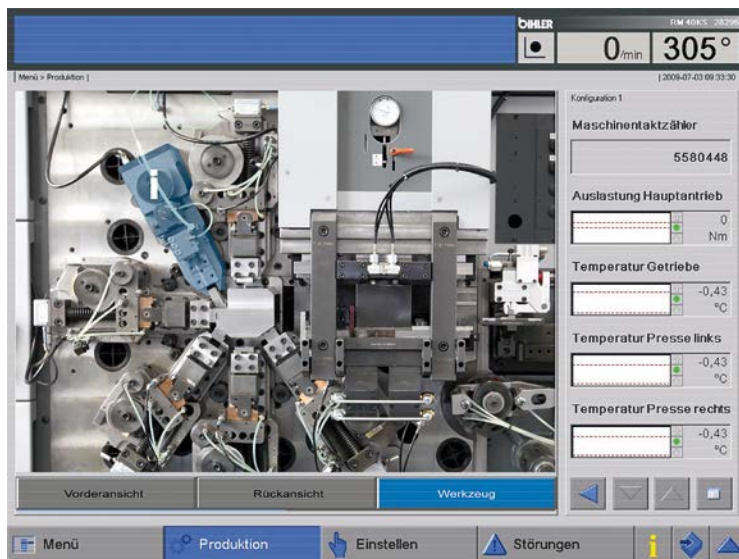 BIHLER
RM 40KS 28296
0/min
305°
Menü > Produktion |
| 2009-07-03 09:33:30
Konfiguration 1
Maschinentaktzähler
5580448
Auslastung Hauptantrieb
0
Nm
Temperatur Getriebe
-0,43
°C
Temperatur Presse links
-0,43
°C
Temperatur Presse rechts
-0,43
°C
Vorderansicht
Rückansicht
Werkzeug
Menü
Produktion
Einstellen
Störungen